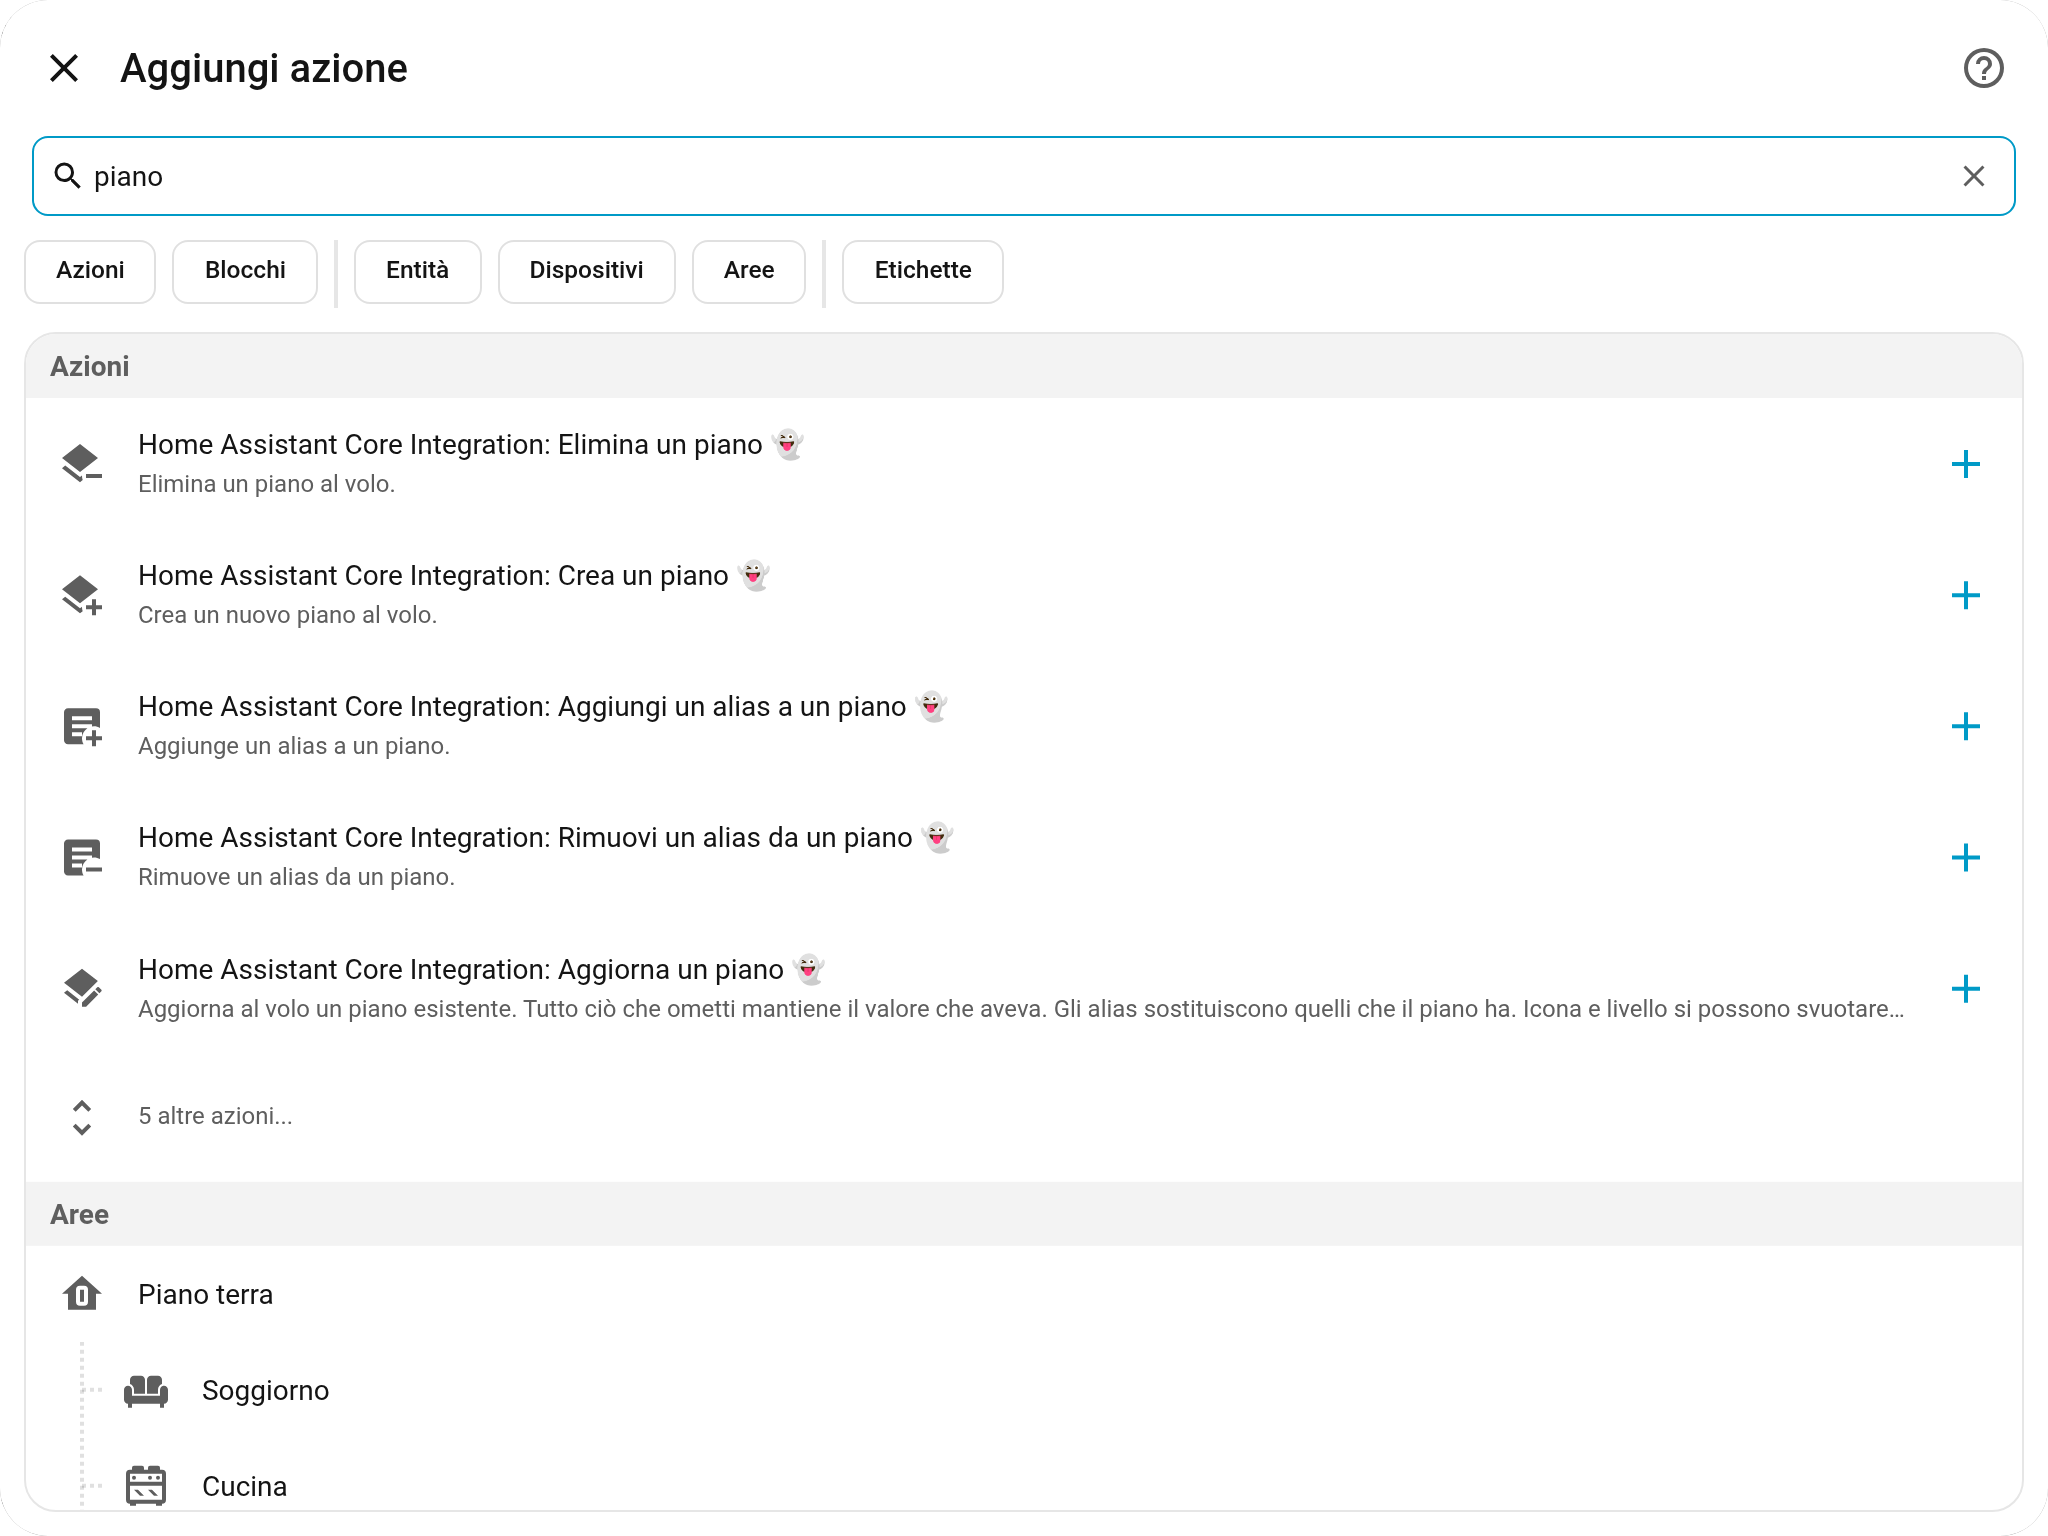 Aggiungi azione
piano
Azioni
Blocchi
Entità
Dispositivi
Aree
Etichette
Azioni
Home Assistant Core Integration: Elimina un piano 👻
Elimina un piano al volo.
Home Assistant Core Integration: Crea un piano 👻
Crea un nuovo piano al volo.
Home Assistant Core Integration: Aggiungi un alias a un piano 👻
Aggiunge un alias a un piano.
Home Assistant Core Integration: Rimuovi un alias da un piano 👻
Rimuove un alias da un piano.
Home Assistant Core Integration: Aggiorna un piano 👻
Aggiorna al volo un piano esistente. Tutto ciò che ometti mantiene il valore che aveva. Gli alias sostituiscono quelli che il piano ha. Icona e livello si possono svuotare…
5 altre azioni...
Aree
Piano terra
Soggiorno
Cucina